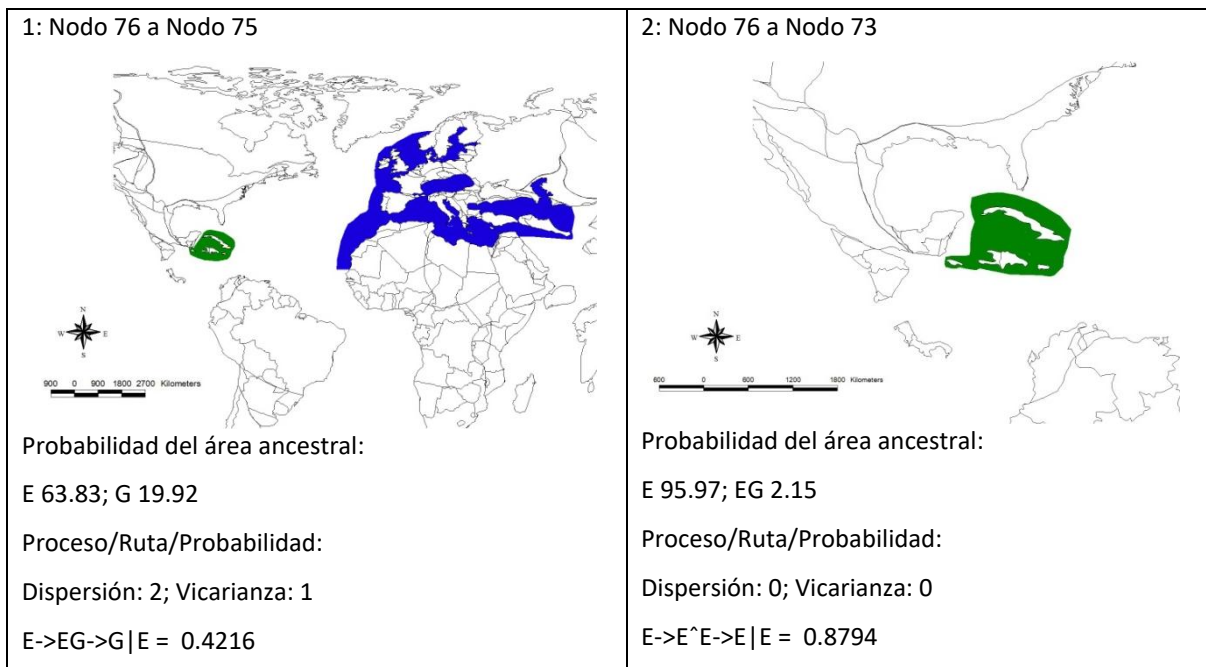 1: Nodo 76 a Nodo 75
N
W E
S
900 0 900 1800 2700 Kilometers
Probabilidad del área ancestral:
E 63.83; G 19.92
Proceso/Ruta/Probabilidad:
Dispersión: 2; Vicarianza: 1
E->EG->G|E = 0.4216
2: Nodo 76 a Nodo 73
N
W E
S
600 0 600 1200 1800 Kilometers
Probabilidad del área ancestral:
E 95.97; EG 2.15
Proceso/Ruta/Probabilidad:
Dispersión: 0; Vicarianza: 0
E->EˆE->E|E = 0.8794